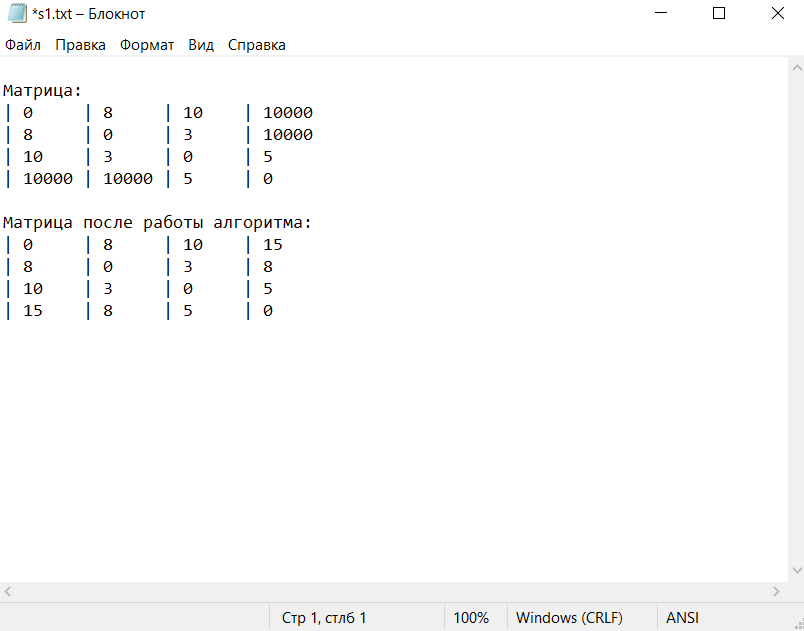 *s1.txt – Блокнот
Файл Правка Формат Вид Справка
Матрица:
| 0     | 8     | 10    | 10000
| 8     | 0     | 3     | 10000
| 10    | 3     | 0     | 5
| 10000 | 10000 | 5     | 0
Матрица после работы алгоритма:
| 0     | 8     | 10    | 15
| 8     | 0     | 3     | 8
| 10    | 3     | 0     | 5
| 15    | 8     | 5     | 0
Стр 1, стлб 1 100% Windows (CRLF) ANSI